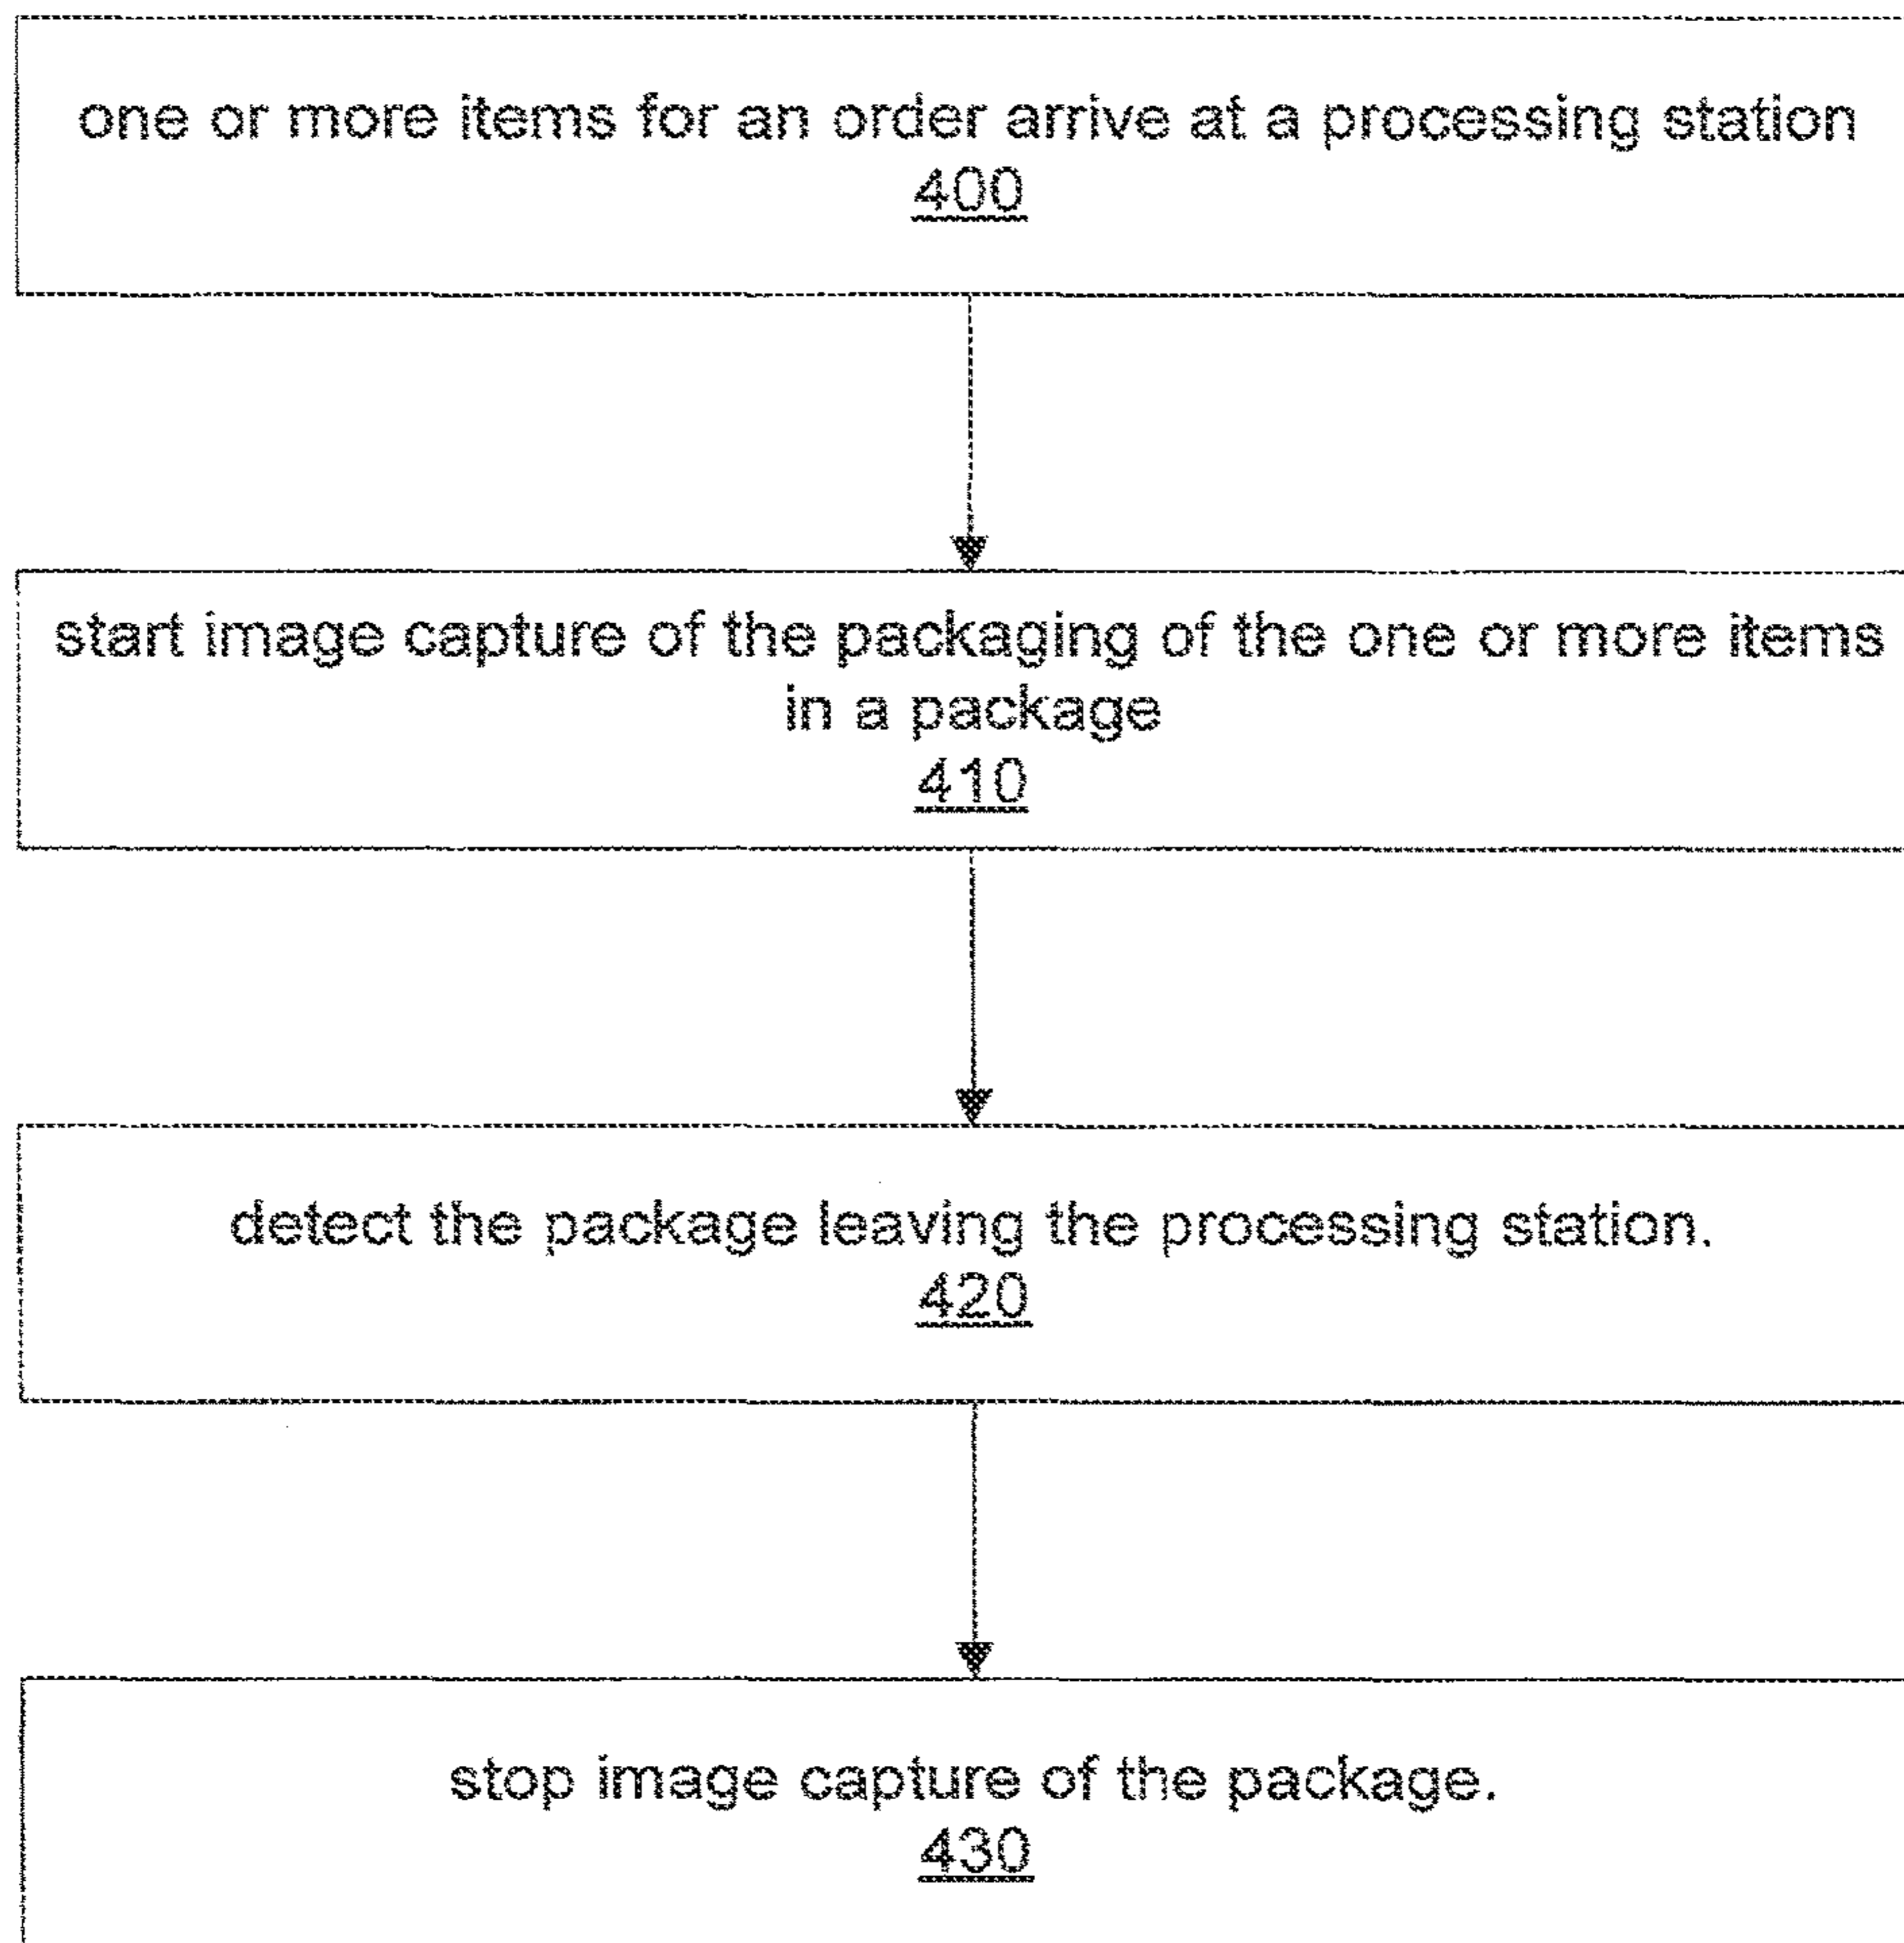 one or more items for an order arrive at a processing station
400
start image capture of the packaging of the one or more items
in a package
410
detect the package leaving the processing station.
420
stop image capture of the package.
430